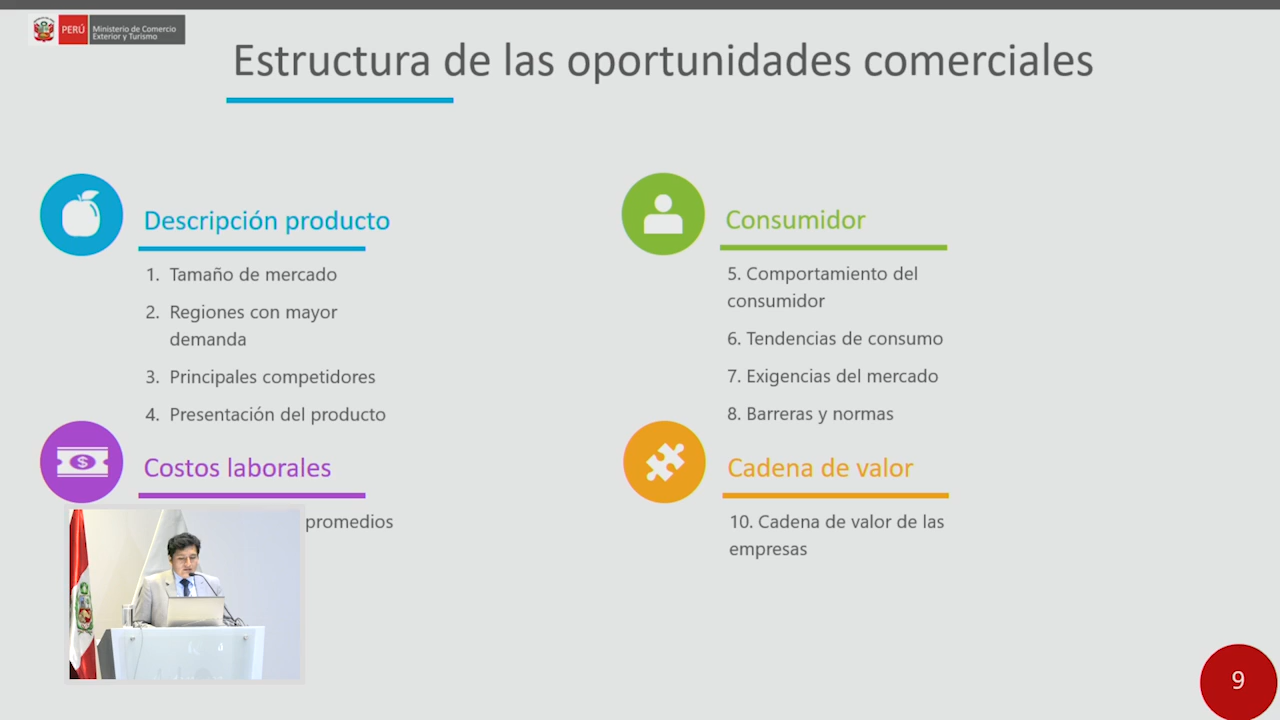 PERÚ
Ministerio de Comercio
Exterior y Turismo
Estructura de las oportunidades comerciales
Descripción producto
1. Tamaño de mercado
2. Regiones con mayor
demanda
3. Principales competidores
4. Presentación del producto
Consumidor
5. Comportamiento del
consumidor
6. Tendencias de consumo
7. Exigencias del mercado
8. Barreras y normas
Costos laborales
promedios
Cadena de valor
10. Cadena de valor de las
empresas
9